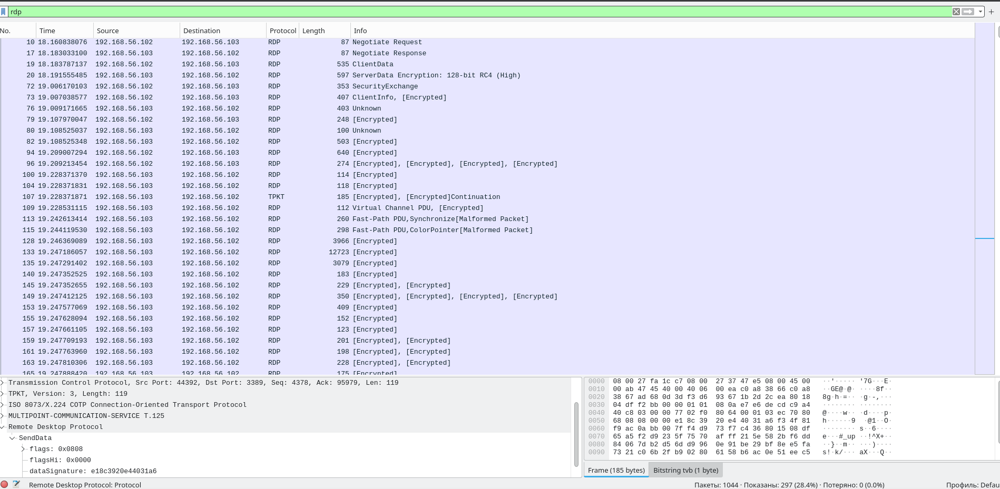 rdp
No. Time Source Destination Protocol Length Info
10 18.160838076 192.168.56.102 192.168.56.103 RDP 87 Negotiate Request
17 18.183033100 192.168.56.103 192.168.56.102 RDP 87 Negotiate Response
19 18.183787137 192.168.56.102 192.168.56.103 RDP 535 ClientData
20 18.191555485 192.168.56.103 192.168.56.102 RDP 597 ServerData Encryption: 128-bit RC4 (High)
72 19.006170103 192.168.56.102 192.168.56.103 RDP 353 SecurityExchange
73 19.007038577 192.168.56.102 192.168.56.103 RDP 407 ClientInfo, [Encrypted]
76 19.009171665 192.168.56.103 192.168.56.102 RDP 403 Unknown
79 19.107970047 192.168.56.102 192.168.56.103 RDP 248 [Encrypted]
80 19.108525037 192.168.56.103 192.168.56.102 RDP 100 Unknown
82 19.108525348 192.168.56.103 192.168.56.102 RDP 503 [Encrypted]
94 19.209007294 192.168.56.102 192.168.56.103 RDP 640 [Encrypted]
96 19.209213454 192.168.56.102 192.168.56.103 RDP 274 [Encrypted], [Encrypted], [Encrypted], [Encrypted]
100 19.228371370 192.168.56.103 192.168.56.102 RDP 114 [Encrypted]
104 19.228371831 192.168.56.103 192.168.56.102 RDP 118 [Encrypted]
107 19.228371871 192.168.56.103 192.168.56.102 TPKT 185 [Encrypted], [Encrypted]Continuation
109 19.228531115 192.168.56.103 192.168.56.102 RDP 112 Virtual Channel PDU, [Encrypted]
113 19.242613414 192.168.56.103 192.168.56.102 RDP 260 Fast-Path PDU,Synchronize[Malformed Packet]
115 19.244119530 192.168.56.103 192.168.56.102 RDP 298 Fast-Path PDU,ColorPointer[Malformed Packet]
128 19.246369089 192.168.56.103 192.168.56.102 RDP 3966 [Encrypted]
133 19.247186057 192.168.56.103 192.168.56.102 RDP 12723 [Encrypted]
135 19.247291402 192.168.56.103 192.168.56.102 RDP 3079 [Encrypted]
140 19.247352525 192.168.56.103 192.168.56.102 RDP 183 [Encrypted]
145 19.247352655 192.168.56.103 192.168.56.102 RDP 229 [Encrypted], [Encrypted]
149 19.247412125 192.168.56.103 192.168.56.102 RDP 350 [Encrypted], [Encrypted], [Encrypted], [Encrypted]
153 19.247577069 192.168.56.103 192.168.56.102 RDP 409 [Encrypted]
155 19.247628094 192.168.56.103 192.168.56.102 RDP 152 [Encrypted]
157 19.247661105 192.168.56.103 192.168.56.102 RDP 123 [Encrypted]
159 19.247709193 192.168.56.103 192.168.56.102 RDP 201 [Encrypted], [Encrypted]
161 19.247763960 192.168.56.103 192.168.56.102 RDP 198 [Encrypted], [Encrypted]
163 19.247810306 192.168.56.103 192.168.56.102 RDP 228 [Encrypted], [Encrypted]
165 19.247888420 192.168.56.103 192.168.56.102 RDP 175 [Encrypted]
Transmission Control Protocol, Src Port: 44392, Dst Port: 3389, Seq: 4378, Ack: 95979, Len: 119
TPKT, Version: 3, Length: 119
ISO 8073/X.224 COTP Connection-Oriented Transport Protocol
MULTIPOINT-COMMUNICATION-SERVICE T.125
Remote Desktop Protocol
SendData
flags: 0x0808
flagsHi: 0x0000
dataSignature: e18c3920e44031a6
0000 08 00 27 fa 1c c7 08 00 27 37 47 e5 08 00 45 00 ··'····· '7G···E·
0010 00 ab 47 45 40 00 40 06 00 ea c0 a8 38 66 c0 a8 ··GE@·@· ····8f··
0020 38 67 ad 68 0d 3d f3 d6 93 67 1b 2d 2c ea 80 18 8g·h·=·· ·g·-,···
0030 04 df f2 bb 00 00 01 01 08 0a e7 e6 de cd c9 a4 ········ ········
0040 40 c8 03 00 00 77 02 f0 80 64 00 01 03 ec 70 80 @····w·· ·d····p·
0050 68 08 08 00 00 e1 8c 39 20 e4 40 31 a6 f3 4f 81 h······9 ·@1··O·
0060 f9 ac 0a bb 00 7f f4 d9 73 f7 c4 36 80 15 08 df ········ s··6····
0070 65 a5 f2 d9 23 5f 75 70 af ff 21 5e 58 2b f6 dd e···#_up ··!^X+··
0080 84 06 7d b2 d5 6d d9 96 0e 91 be 29 bf 8e e5 fa ··}··m·· ···)····
0090 73 21 c0 6b 2f b9 02 80 61 58 b6 ac 0e 51 ee c5 s!·k/··· aX···Q··
Frame (185 bytes) Bitstring tvb (1 byte)
Remote Desktop Protocol: Protocol Пакеты: 1044 · Показаны: 297 (28.4%) · Потеряно: 0 (0.0%) Профиль: Defau